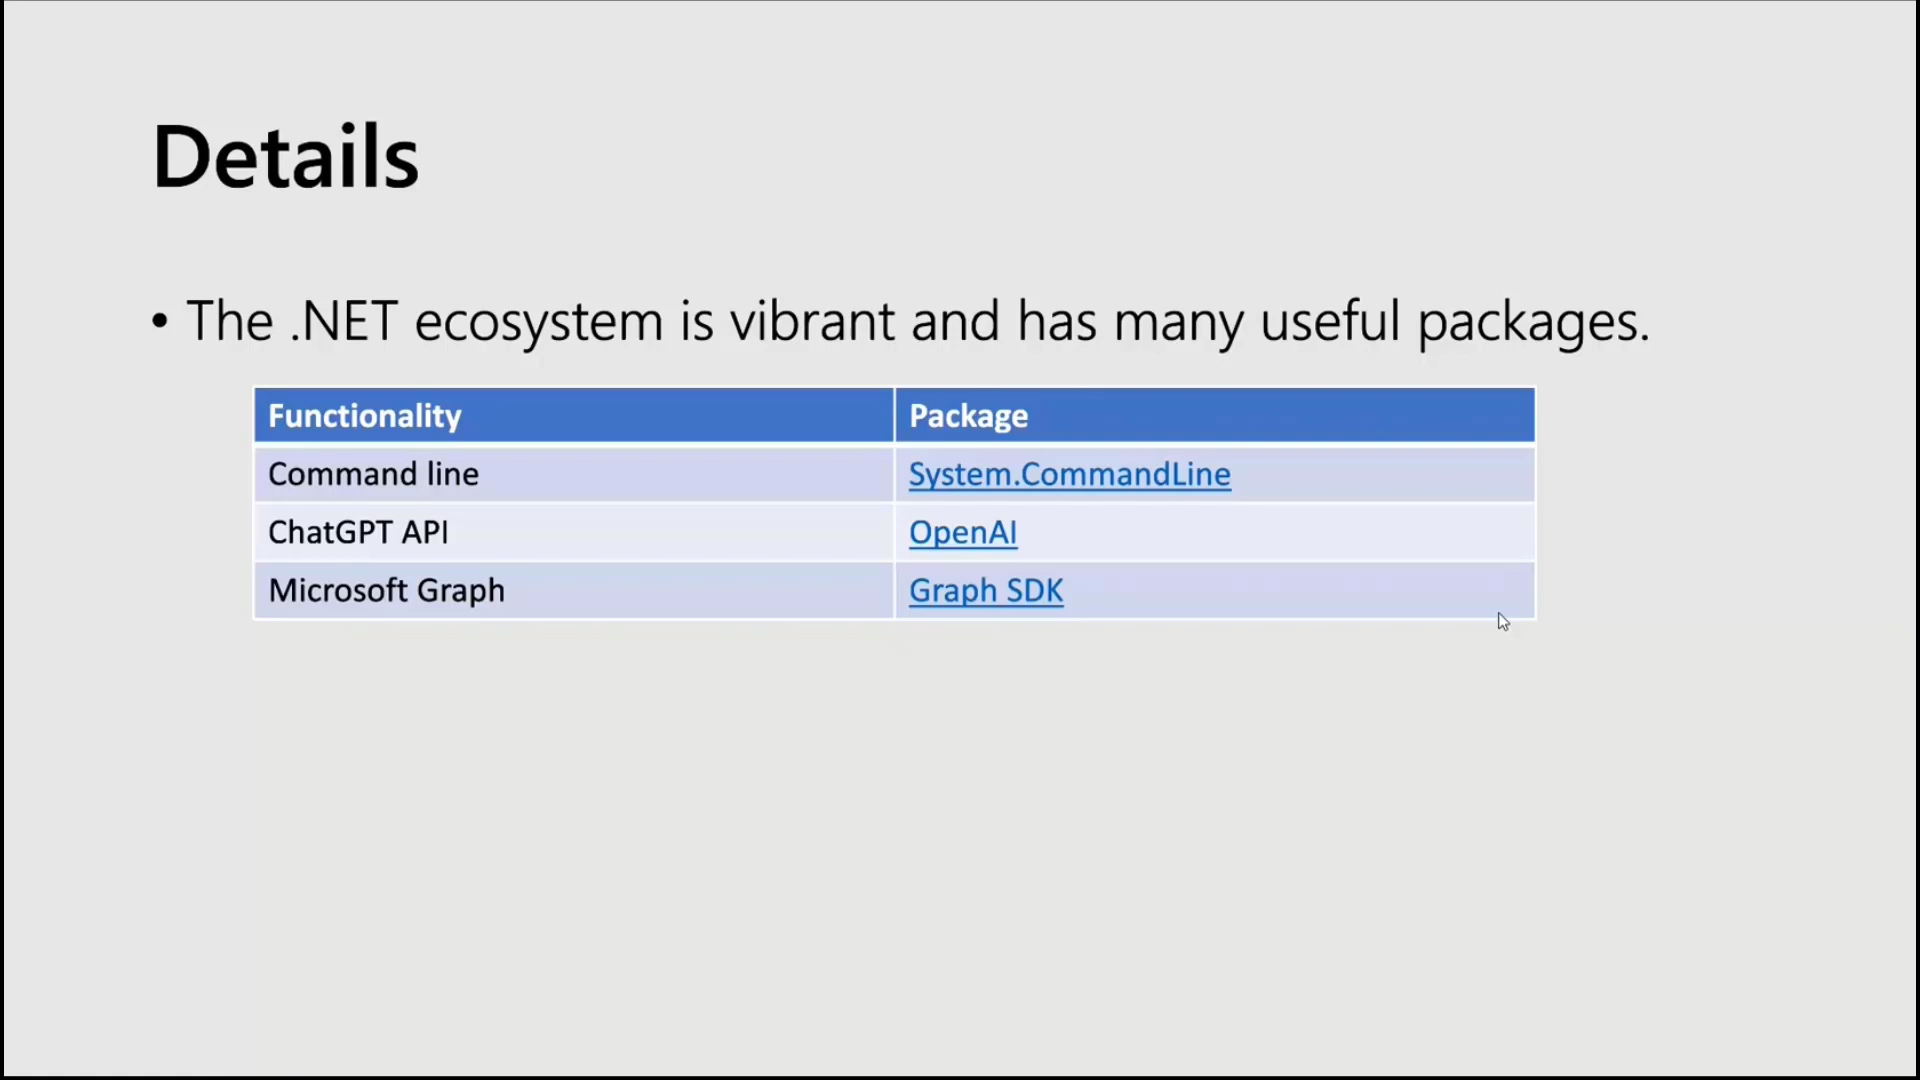 Details
• The .NET ecosystem is vibrant and has many useful packages.
Functionality Package
Command line System.CommandLine
ChatGPT API OpenAI
Microsoft Graph Graph SDK